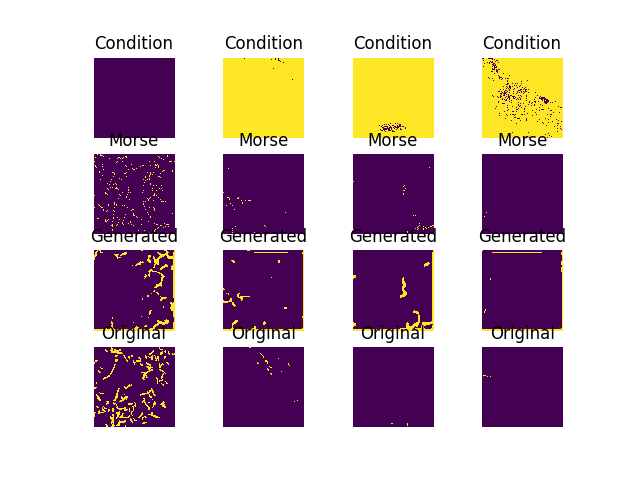 Condition Condition Condition Condition
Morse Morse Morse Morse
Generated Generated Generated Generated
Original Original Original Original